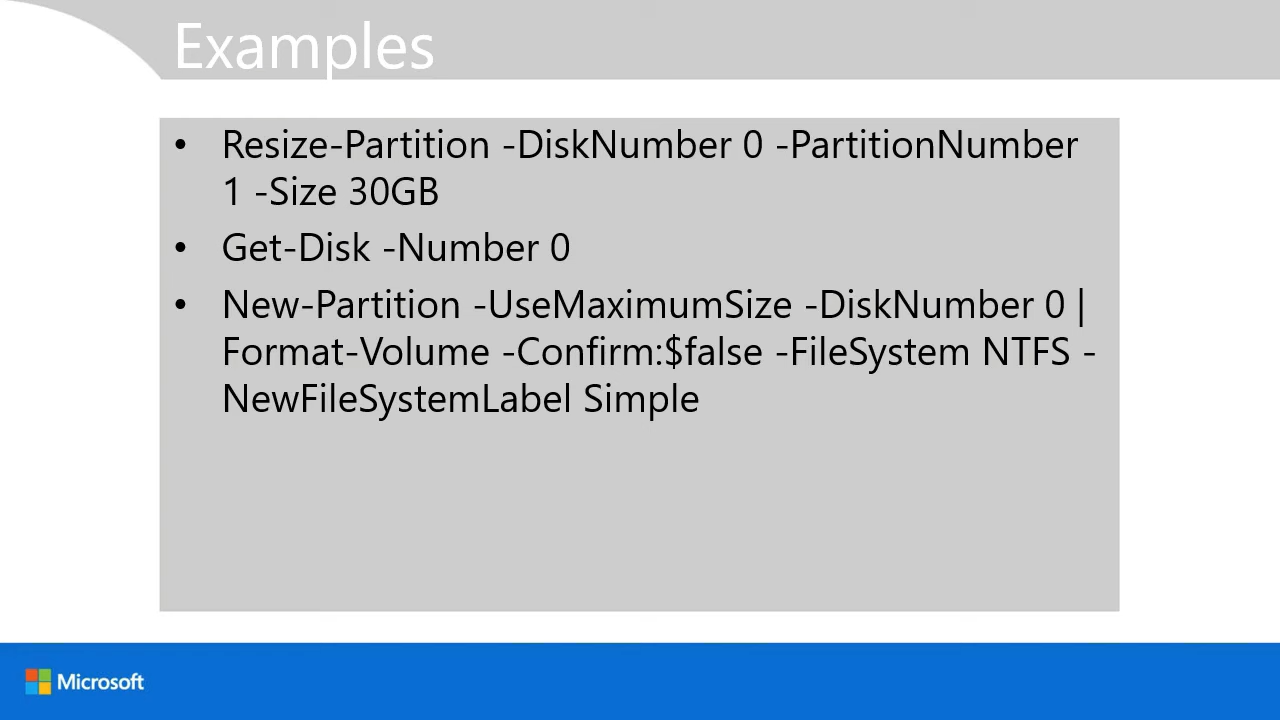 Examples
• Resize-Partition -DiskNumber 0 -PartitionNumber
1 -Size 30GB
• Get-Disk -Number 0
• New-Partition -UseMaximumSize -DiskNumber 0 |
Format-Volume -Confirm:$false -FileSystem NTFS -
NewFileSystemLabel Simple
Microsoft